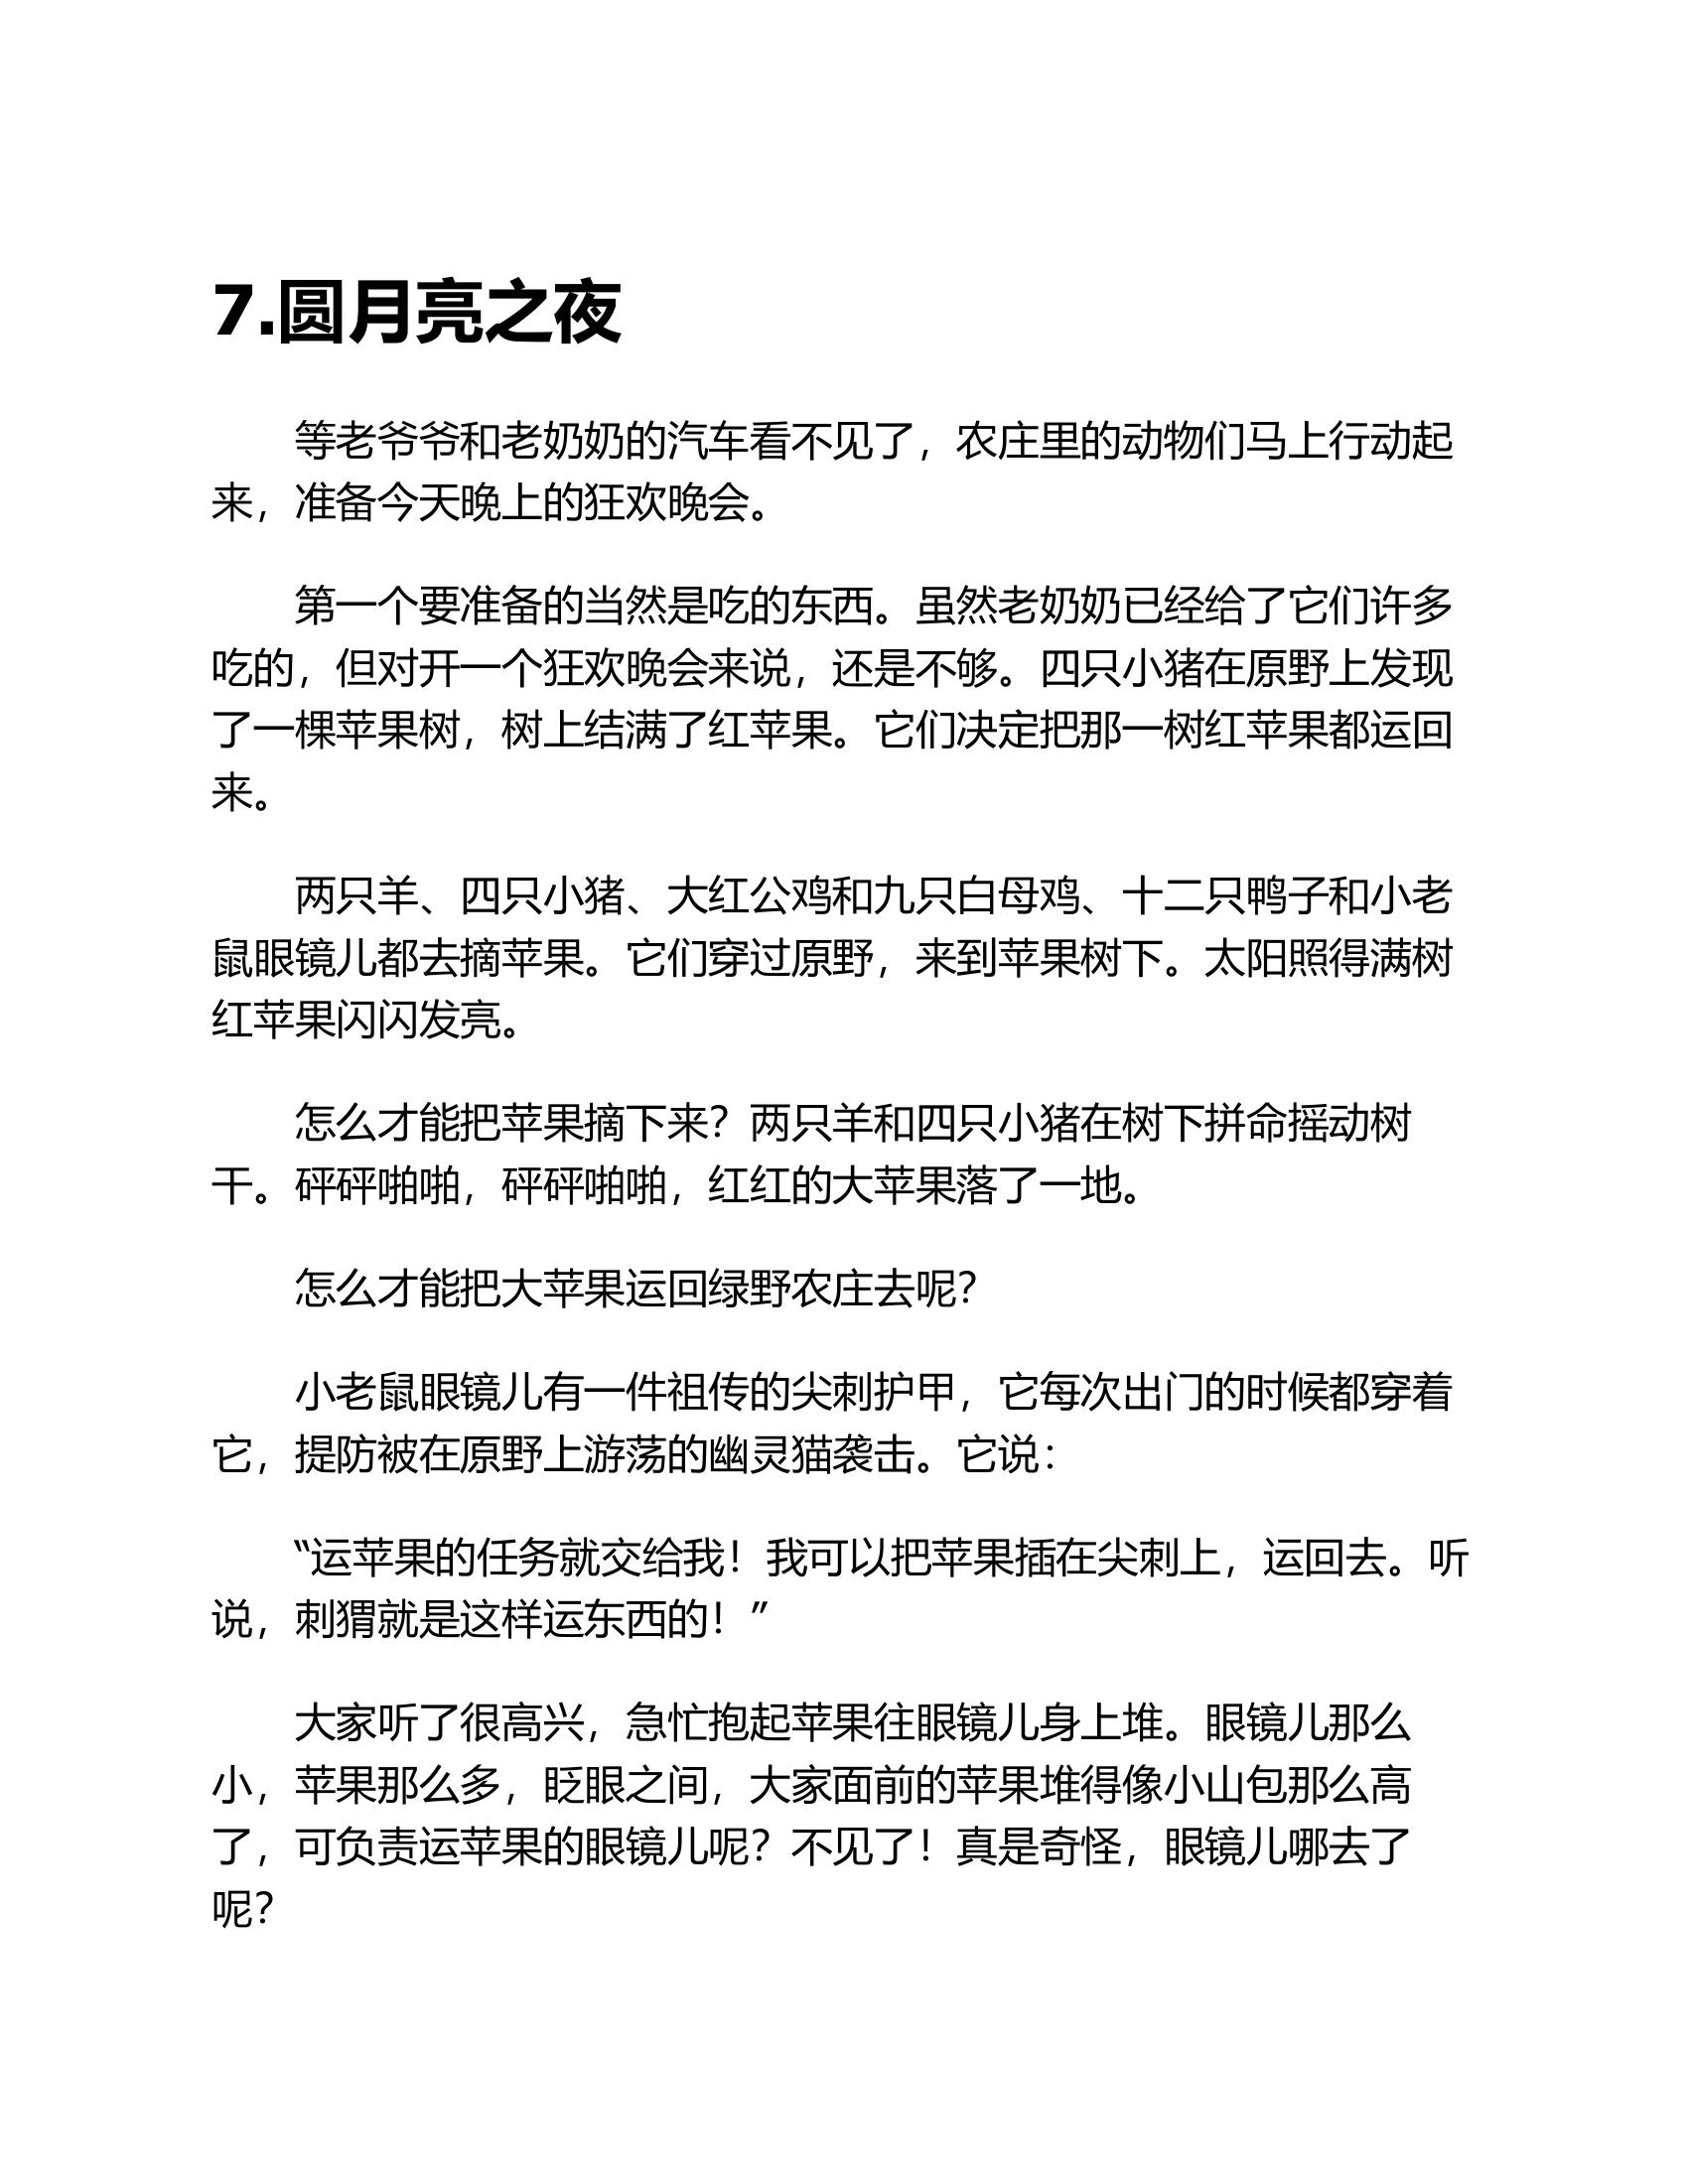 7.圆月亮之夜
等老爷爷和老奶奶的汽车看不见了，农庄里的动物们马上行动起
来，准备今天晚上的狂欢晚会。
第一个要准备的当然是吃的东西。虽然老奶奶已经给了它们许多
吃的，但对开一个狂欢晚会来说，还是不够。四只小猪在原野上发现
了一棵苹果树，树上结满了红苹果。它们决定把那一树红苹果都运回
来。
两只羊、四只小猪、大红公鸡和九只白母鸡、十二只鸭子和小老
鼠眼镜儿都去摘苹果。它们穿过原野，来到苹果树下。太阳照得满树
红苹果闪闪发亮。
怎么才能把苹果摘下来？两只羊和四只小猪在树下拼命摇动树
干。砰砰啪啪，砰砰啪啪，红红的大苹果落了一地。
怎么才能把大苹果运回绿野农庄去呢？
小老鼠眼镜儿有一件祖传的尖刺护甲，它每次出门的时候都穿着
它，提防被在原野上游荡的幽灵猫袭击。它说：
“运苹果的任务就交给我！我可以把苹果插在尖刺上，运回去。听
说，刺猬就是这样运东西的！”
大家听了很高兴，急忙抱起苹果往眼镜儿身上堆。眼镜儿那么
小，苹果那么多，眨眼之间，大家面前的苹果堆得像小山包那么高
了，可负责运苹果的眼镜儿呢？不见了！真是奇怪，眼镜儿哪去了
呢？